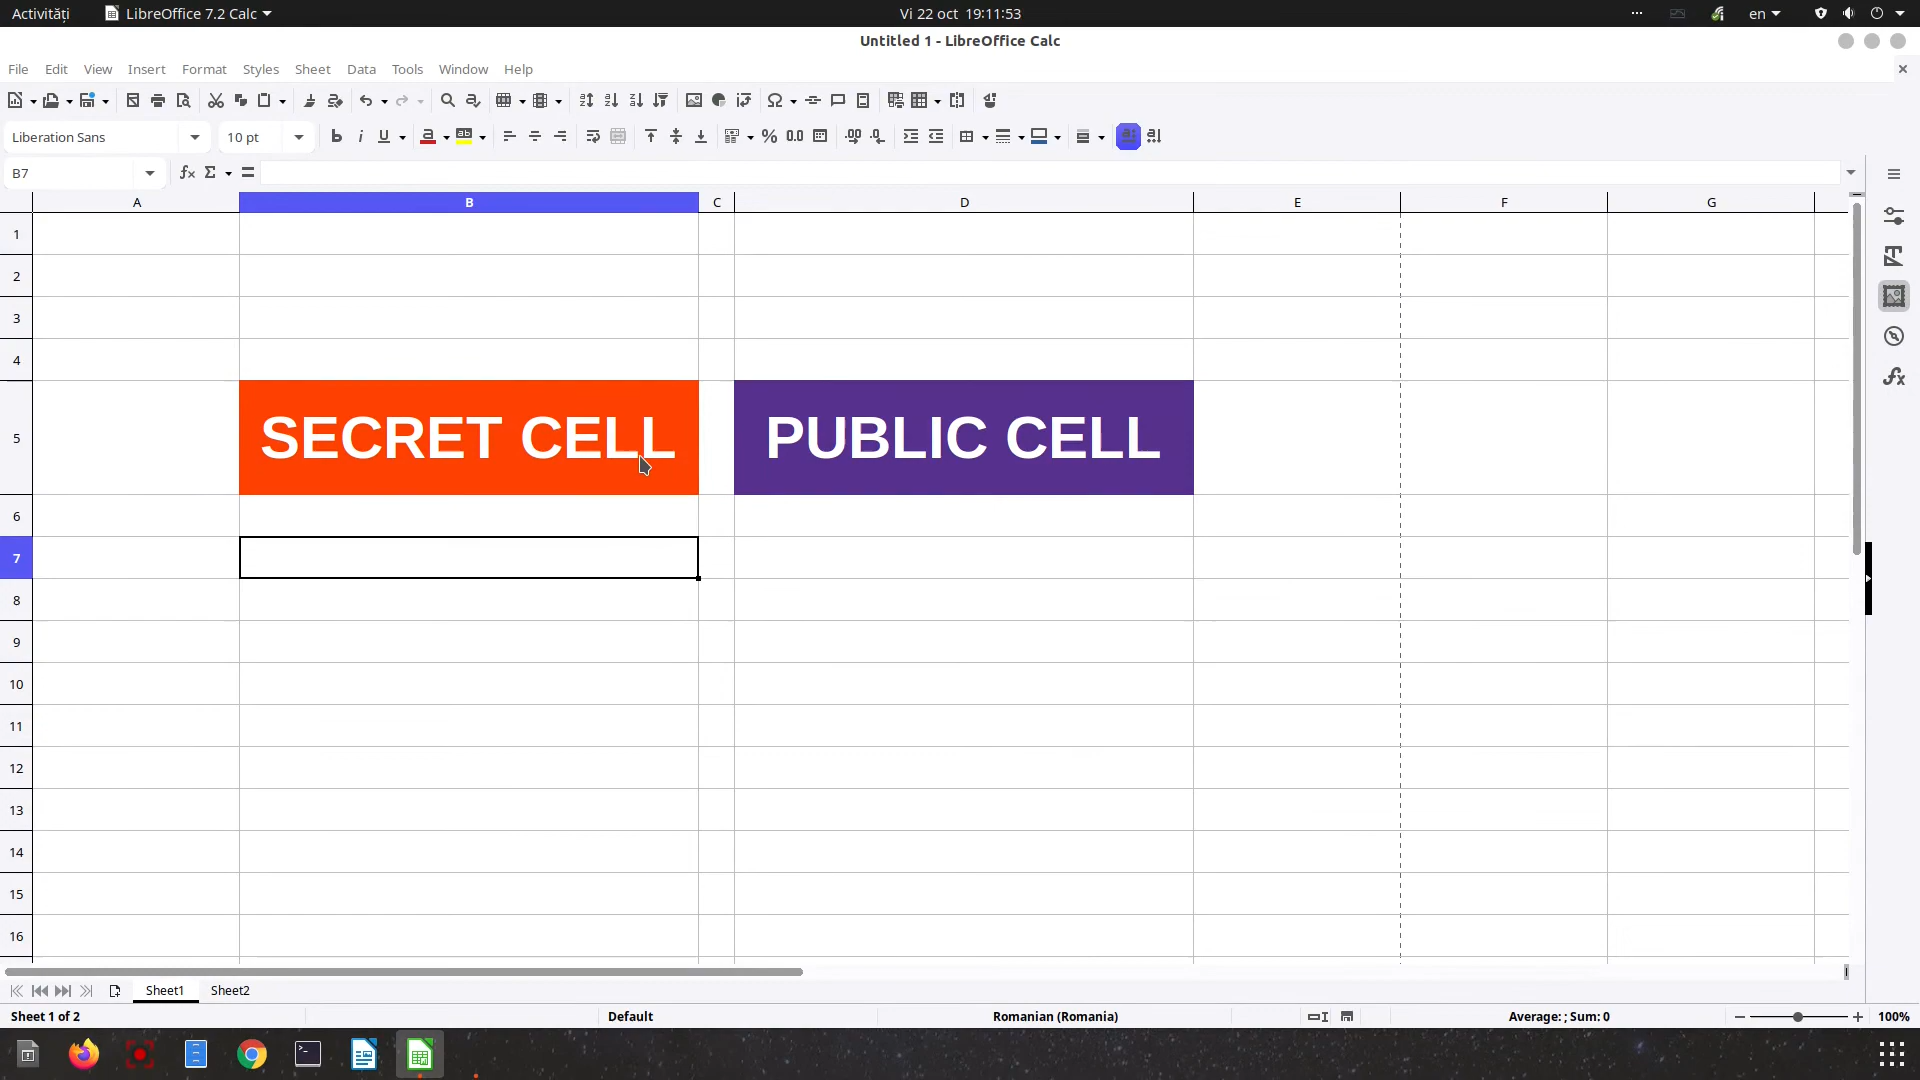 Activități
LibreOffice 7.2 Calc
Vi 22 oct 19:11:53
en
Untitled 1 - LibreOffice Calc
File Edit View Insert Format Styles Sheet Data Tools Window Help
Liberation Sans
10 pt
B7
A B C D E F G
1
2
3
4
5
SECRET CELL
PUBLIC CELL
6
7
8
9
10
11
12
13
14
15
16
Sheet1 Sheet2
Sheet 1 of 2
Default
Romanian (Romania)
Average: ; Sum: 0
100%